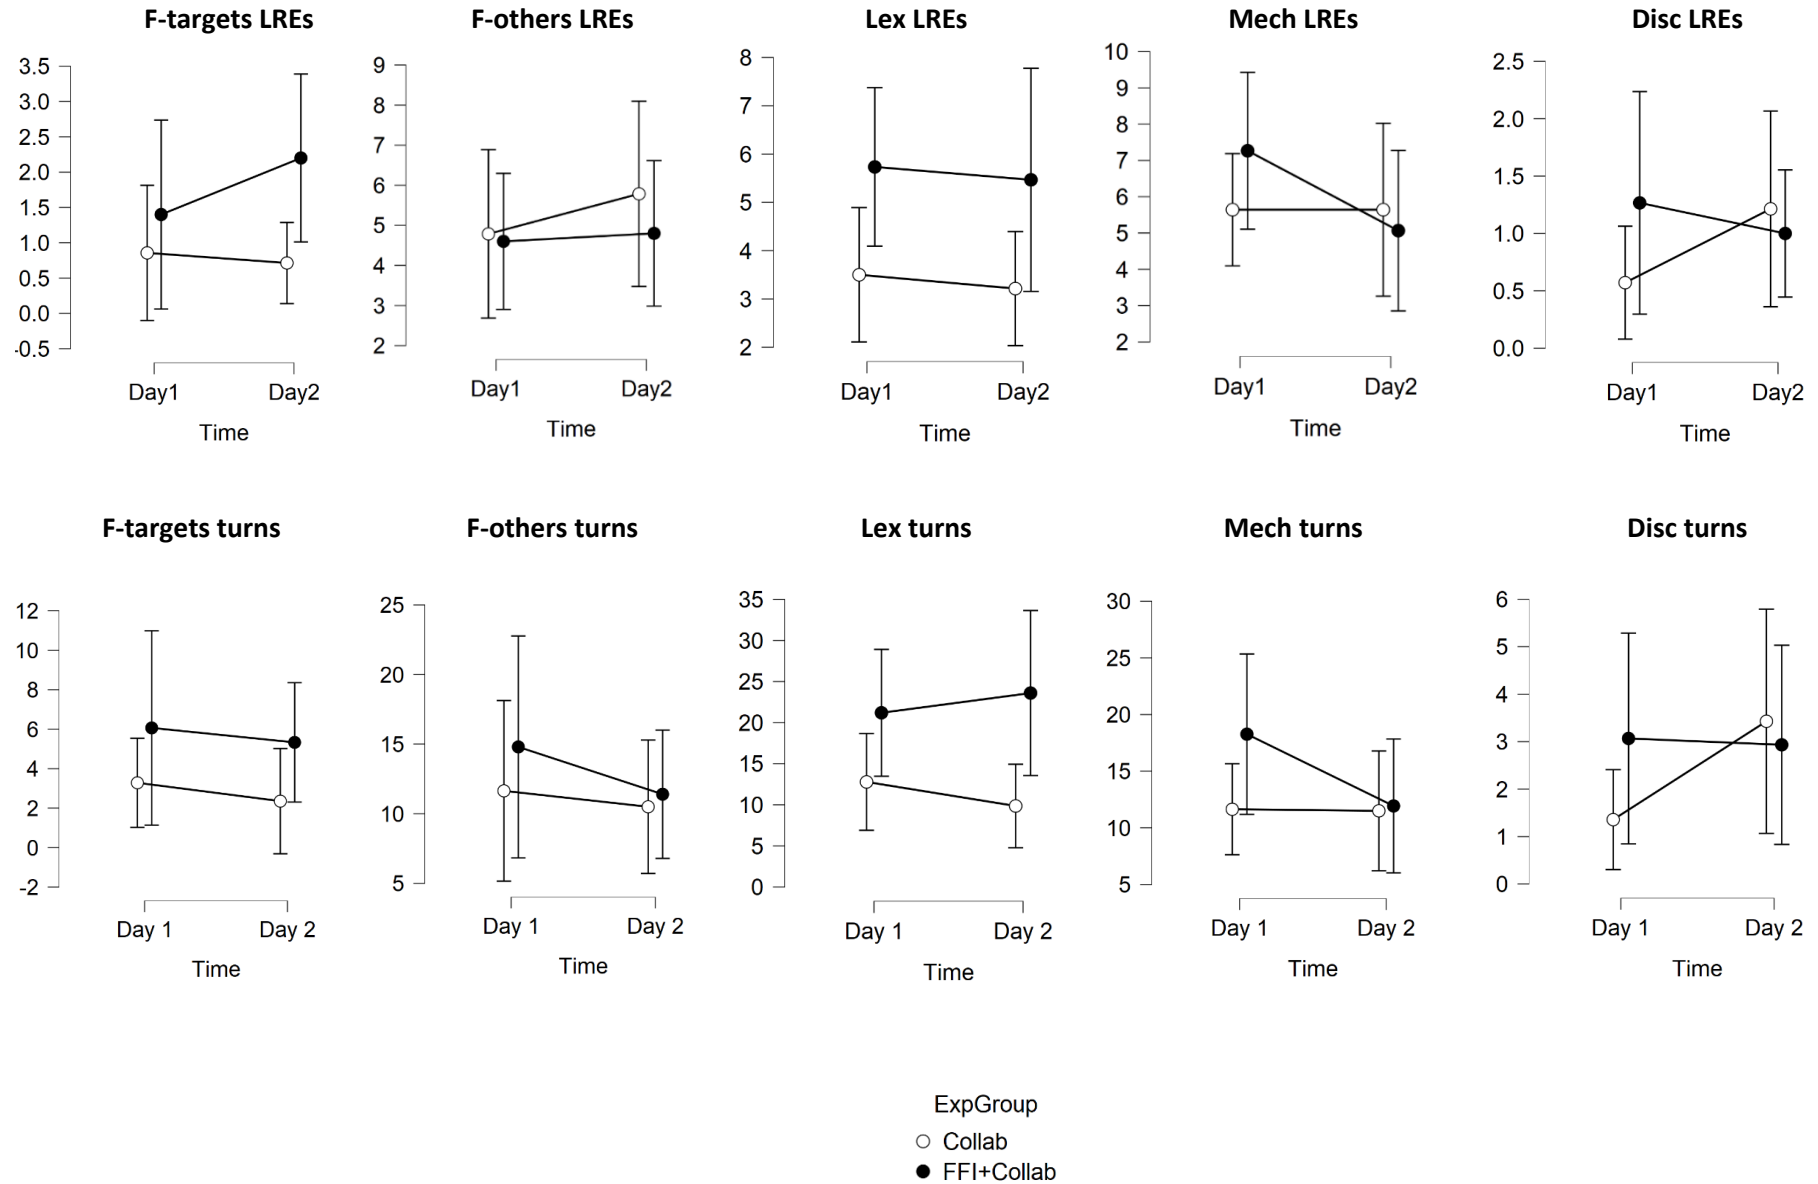 F-targets LREs
3.5
3.0
2.5
2.0
1.5
1.0
0.5
0.0
-0.5
Day1 Day2
Time
F-others LREs
9
8
7
6
5
4
3
2
Day1 Day2
Time
Lex LREs
8
7
6
5
4
3
2
Day1 Day2
Time
Mech LREs
10
9
8
7
6
5
4
3
2
Day1 Day2
Time
Disc LREs
2.5
2.0
1.5
1.0
0.5
0.0
Day1 Day2
Time
F-targets turns
12
10
8
6
4
2
0
-2
Day 1 Day 2
Time
F-others turns
25
20
15
10
5
Day 1 Day 2
Time
Lex turns
35
30
25
20
15
10
5
0
Day 1 Day 2
Time
Mech turns
30
25
20
15
10
5
Day 1 Day 2
Time
Disc turns
6
5
4
3
2
1
0
Day 1 Day 2
Time
ExpGroup
Collab
FFI+Collab